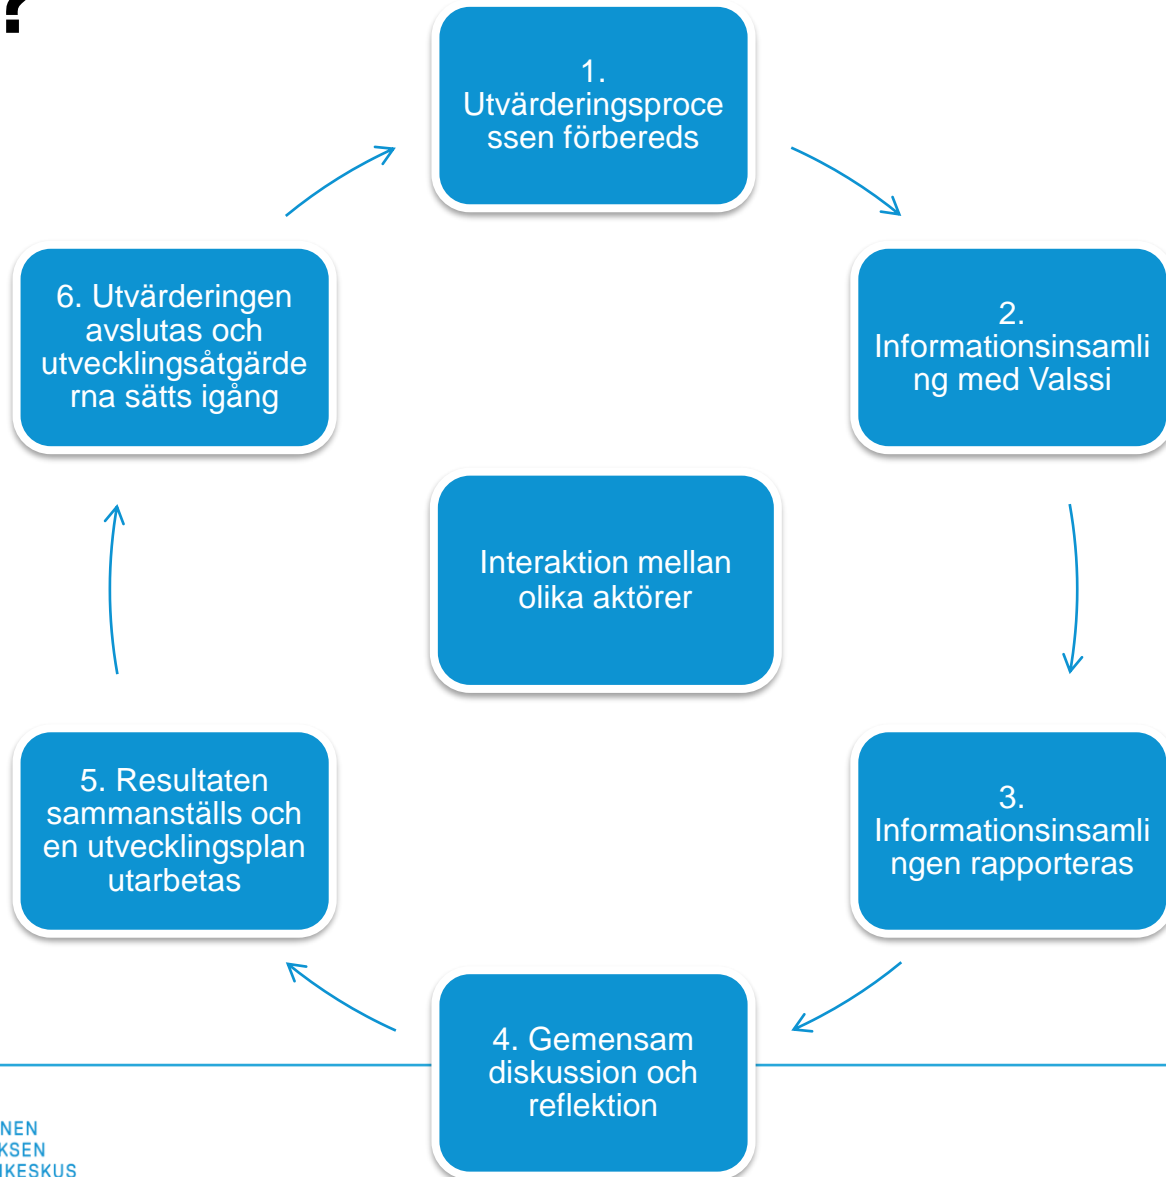 ?
1.
Utvärderingsproce
ssen förbereds
2.
Informationsinsamli
ng med Valssi
3.
Informationsinsamli
ngen rapporteras
4. Gemensam
diskussion och
reflektion
5. Resultaten
sammanställs och
en utvecklingsplan
utarbetas
6. Utvärderingen
avslutas och
utvecklingsåtgärde
rna sätts igång
Interaktion mellan
olika aktörer
NEN
KSEN
IKESKUS